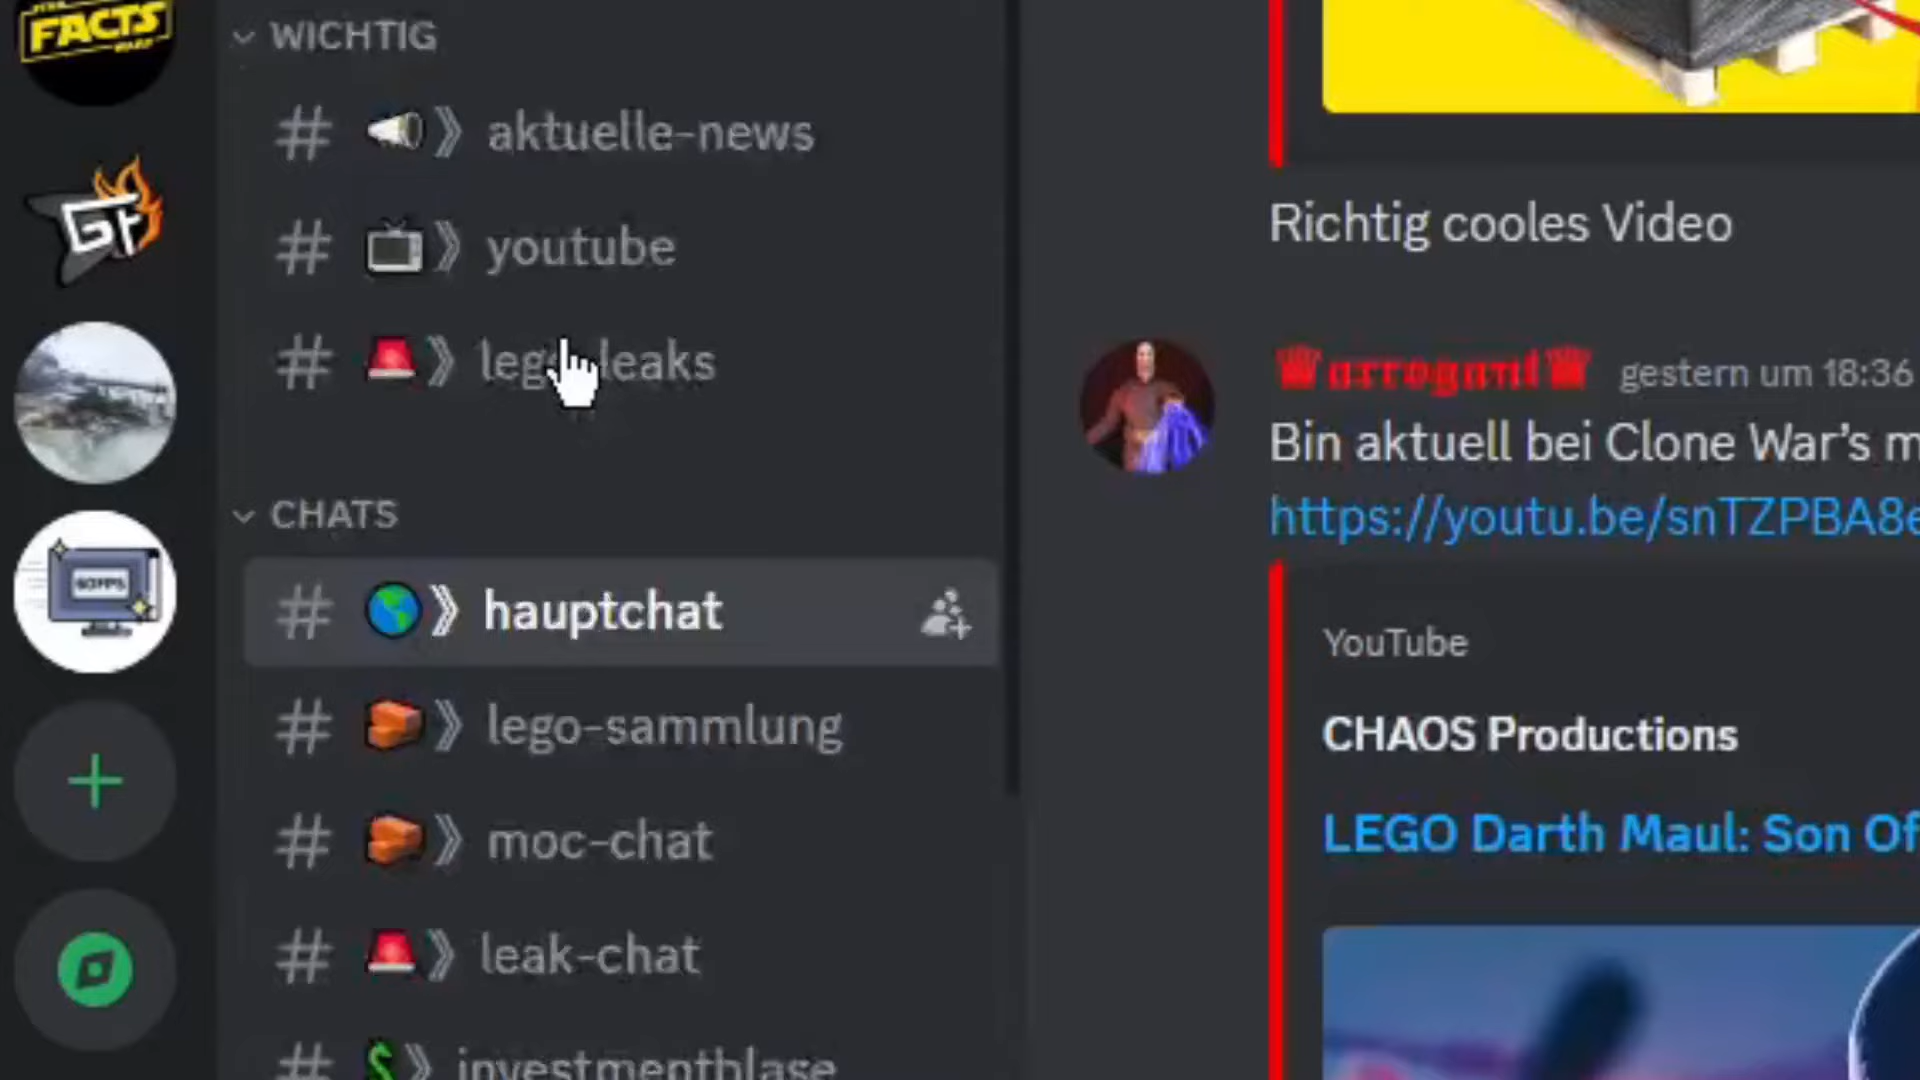 FACTS
WICHTIG
# 》 aktuelle-news
# 》 youtube
# 》 leaks
CHATS
# 》 hauptchat
# 》 lego-sammlung
# 》 moc-chat
# 》 leak-chat
# $ 》 investmentblase
GF
60FPS
Richtig cooles Video
arrogant gestern um 18:36
Bin aktuell bei Clone War's m
https://youtu.be/snTZPBA8e
YouTube
CHAOS Productions
LEGO Darth Maul: Son Of